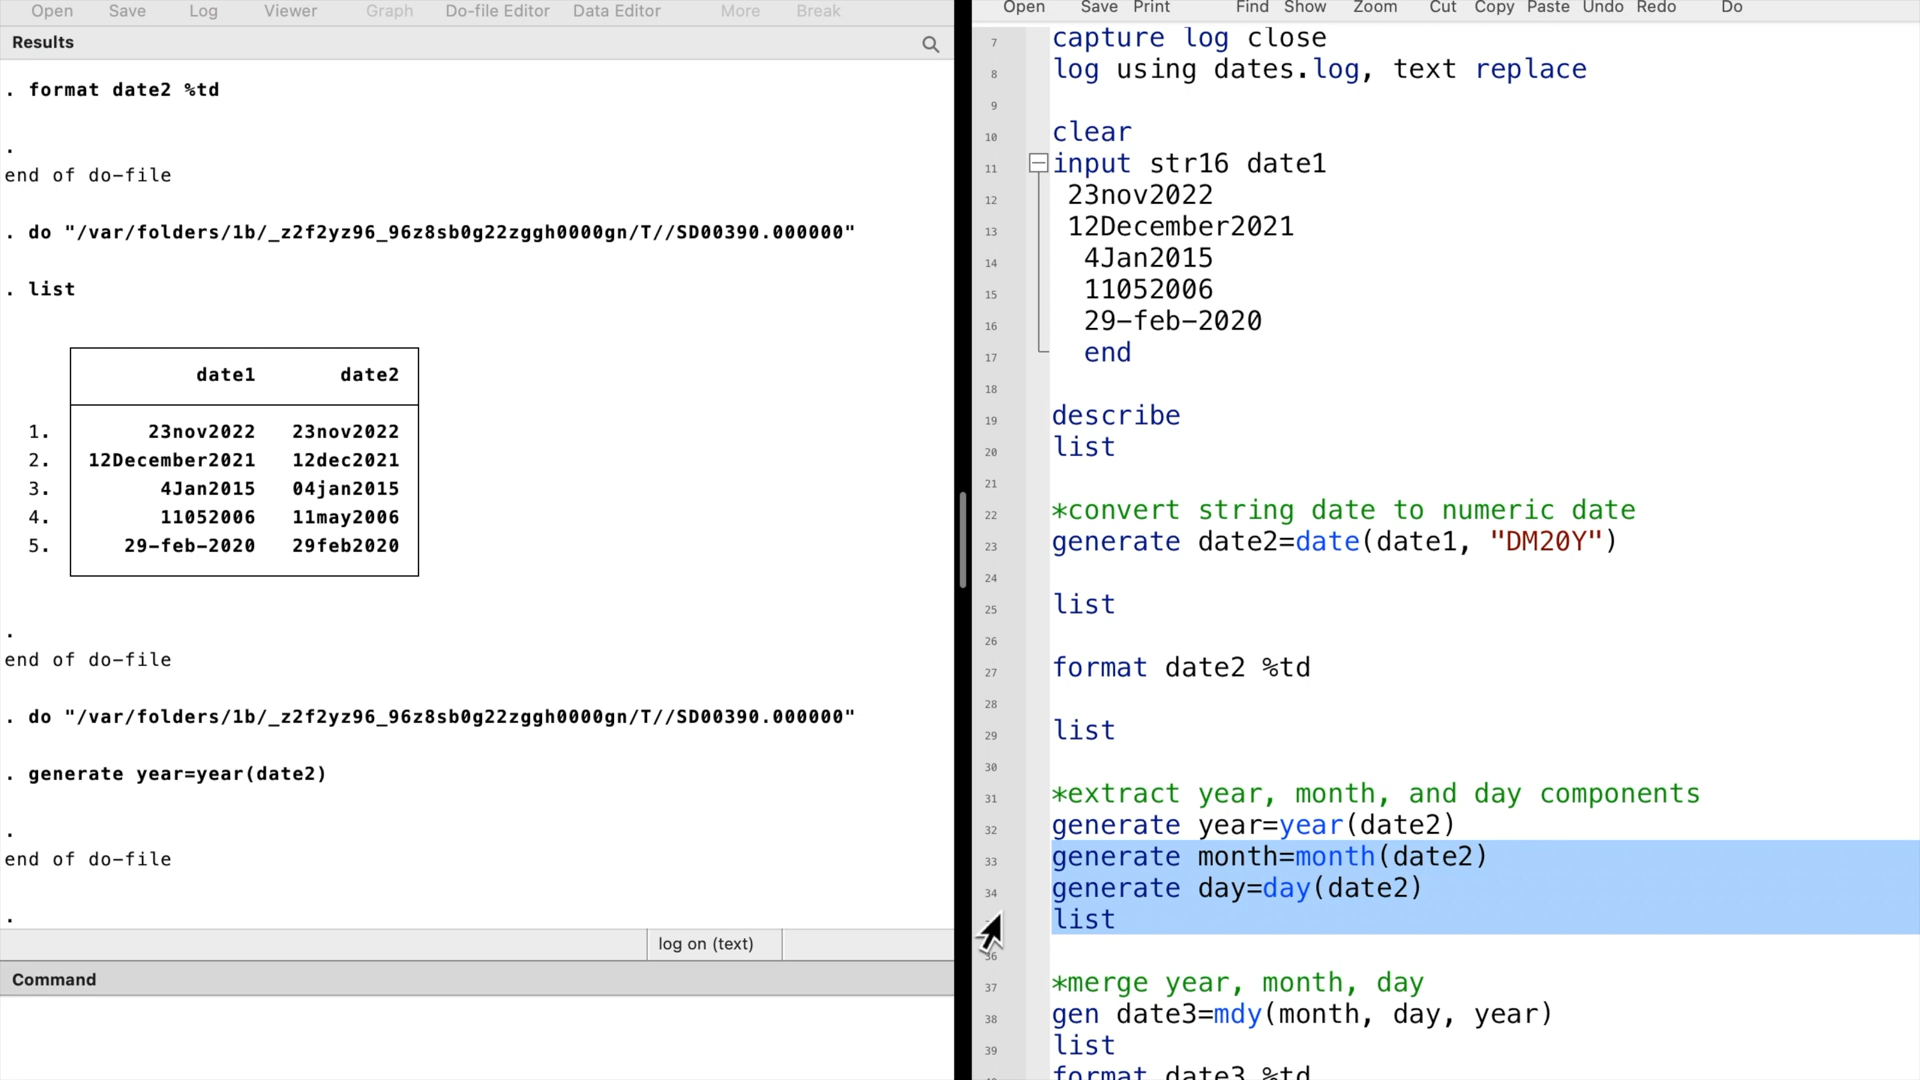 Open Save Log Viewer Graph Do-file Editor Data Editor More Break
Results
. format date2 %td
.
end of do-file
. do "/var/folders/1b/_z2f2yz96_96z8sb0g22zggh0000gn/T//SD00390.000000"
. list
date1 date2
1. 23nov2022 23nov2022
2. 12December2021 12dec2021
3. 4Jan2015 04jan2015
4. 11052006 11may2006
5. 29-feb-2020 29feb2020
.
end of do-file
. do "/var/folders/1b/_z2f2yz96_96z8sb0g22zggh0000gn/T//SD00390.000000"
. generate year=year(date2)
.
end of do-file
.
log on (text)
Command
Open Save Print Find Show Zoom Cut Copy Paste Undo Redo Do
7 capture log close
8 log using dates.log, text replace
9
10 clear
11 input str16 date1
12 23nov2022
13 12December2021
14 4Jan2015
15 11052006
16 29-feb-2020
17 end
18
19 describe
20 list
21
22 *convert string date to numeric date
23 generate date2=date(date1, "DM20Y")
24
25 list
26
27 format date2 %td
28
29 list
30
31 *extract year, month, and day components
32 generate year=year(date2)
33 generate month=month(date2)
34 generate day=day(date2)
list
36
37 *merge year, month, day
38 gen date3=mdy(month, day, year)
39 list
format date3 %td